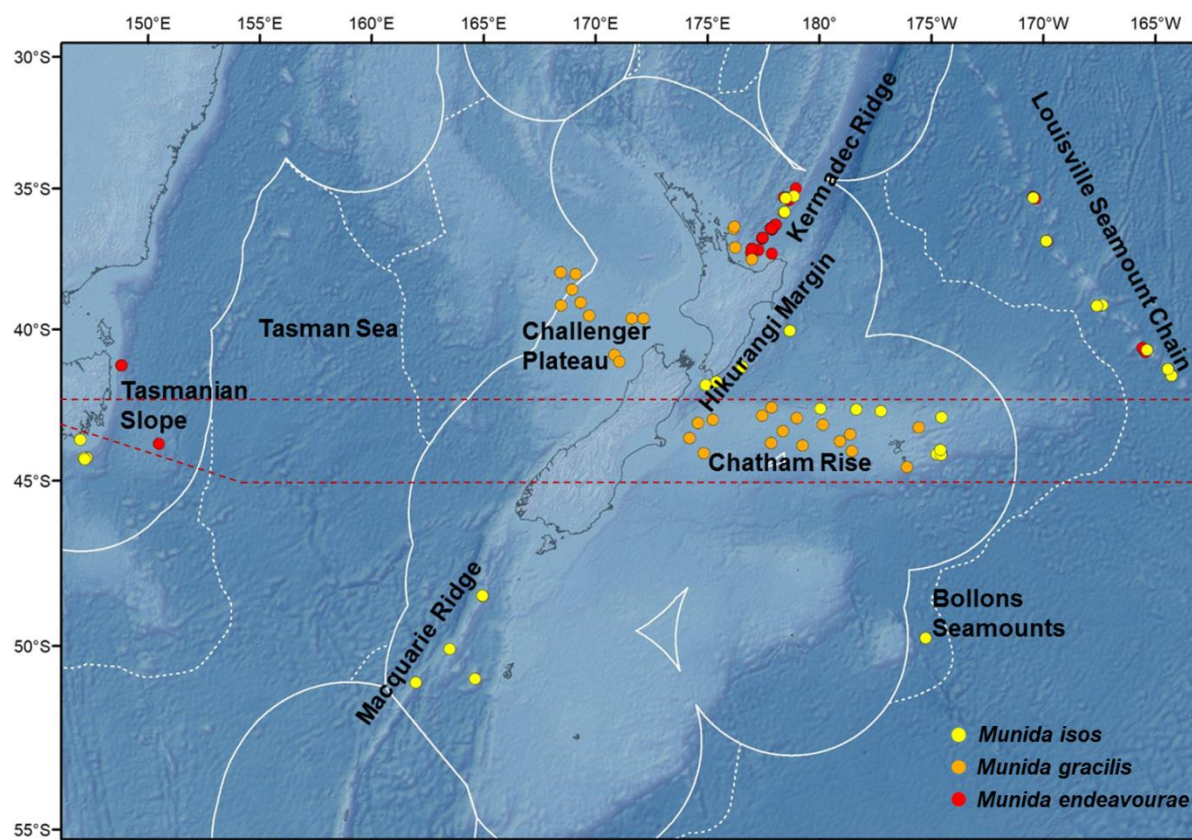 150°E 155°E 160°E 165°E 170°E 175°E 180° 175°W 170°W 165°W
30°S
35°S
40°S
45°S
50°S
55°S
Kermadec Ridge
Louisville Seamount Chain
Hikurangi Margin
Tasman Sea
Challenger
Plateau
Tasmanian
Slope
Chatham Rise
Macquarie Ridge
Bollons
Seamounts
Munida isos
Munida gracilis
Munida endeavourae